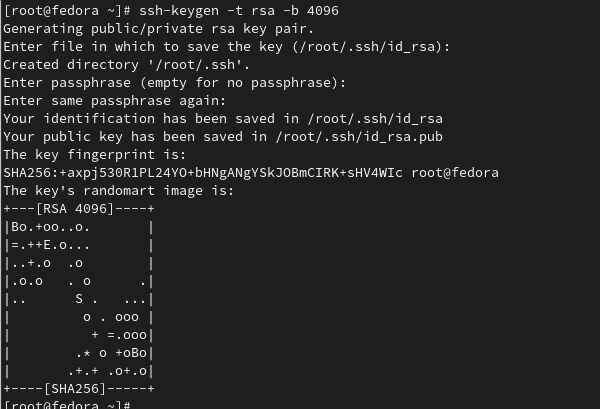 [root@fedora ~]# ssh-keygen -t rsa -b 4096
Generating public/private rsa key pair.
Enter file in which to save the key (/root/.ssh/id_rsa):
Created directory '/root/.ssh'.
Enter passphrase (empty for no passphrase):
Enter same passphrase again:
Your identification has been saved in /root/.ssh/id_rsa
Your public key has been saved in /root/.ssh/id_rsa.pub
The key fingerprint is:
SHA256:+axpj530R1PL24YO+bHNgANgYSkJOBmCIRK+sHV4WIc root@fedora
The key's randomart image is:
+---[RSA 4096]----+
|Bo.+oo..o.       |
|=.++E.o...       |
|..+.o  .o        |
|.o.o   . o      .|
|..      S .   ...|
|         o . ooo |
|          + =.ooo|
|        .* o +oBo|
|       .+.+ .o+.o|
+----[SHA256]-----+
[root@fedora ~]#